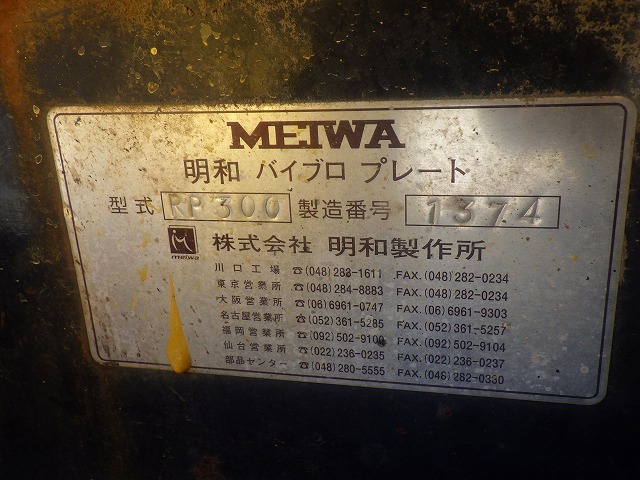 MEIWA
明和 バイブロ プレート
型式 RP300 製造番号 1374
meiwa 株式会社 明和製作所
川口工場 ☎(048)283-1611 FAX.(048)282-0234
東京営業所 ☎(048)284-8883 FAX.(048)282-0234
大阪営業所 ☎(06)6961-0747 FAX.(06)6961-9303
名古屋営業所 ☎(052)361-5285 FAX.(052)361-5257
福岡営業所 ☎(092)502-9109 FAX.(092)502-9104
仙台営業所 ☎(022)236-0235 FAX.(022)236-0237
部品センター ☎(048)280-5555 FAX.(048)282-0330